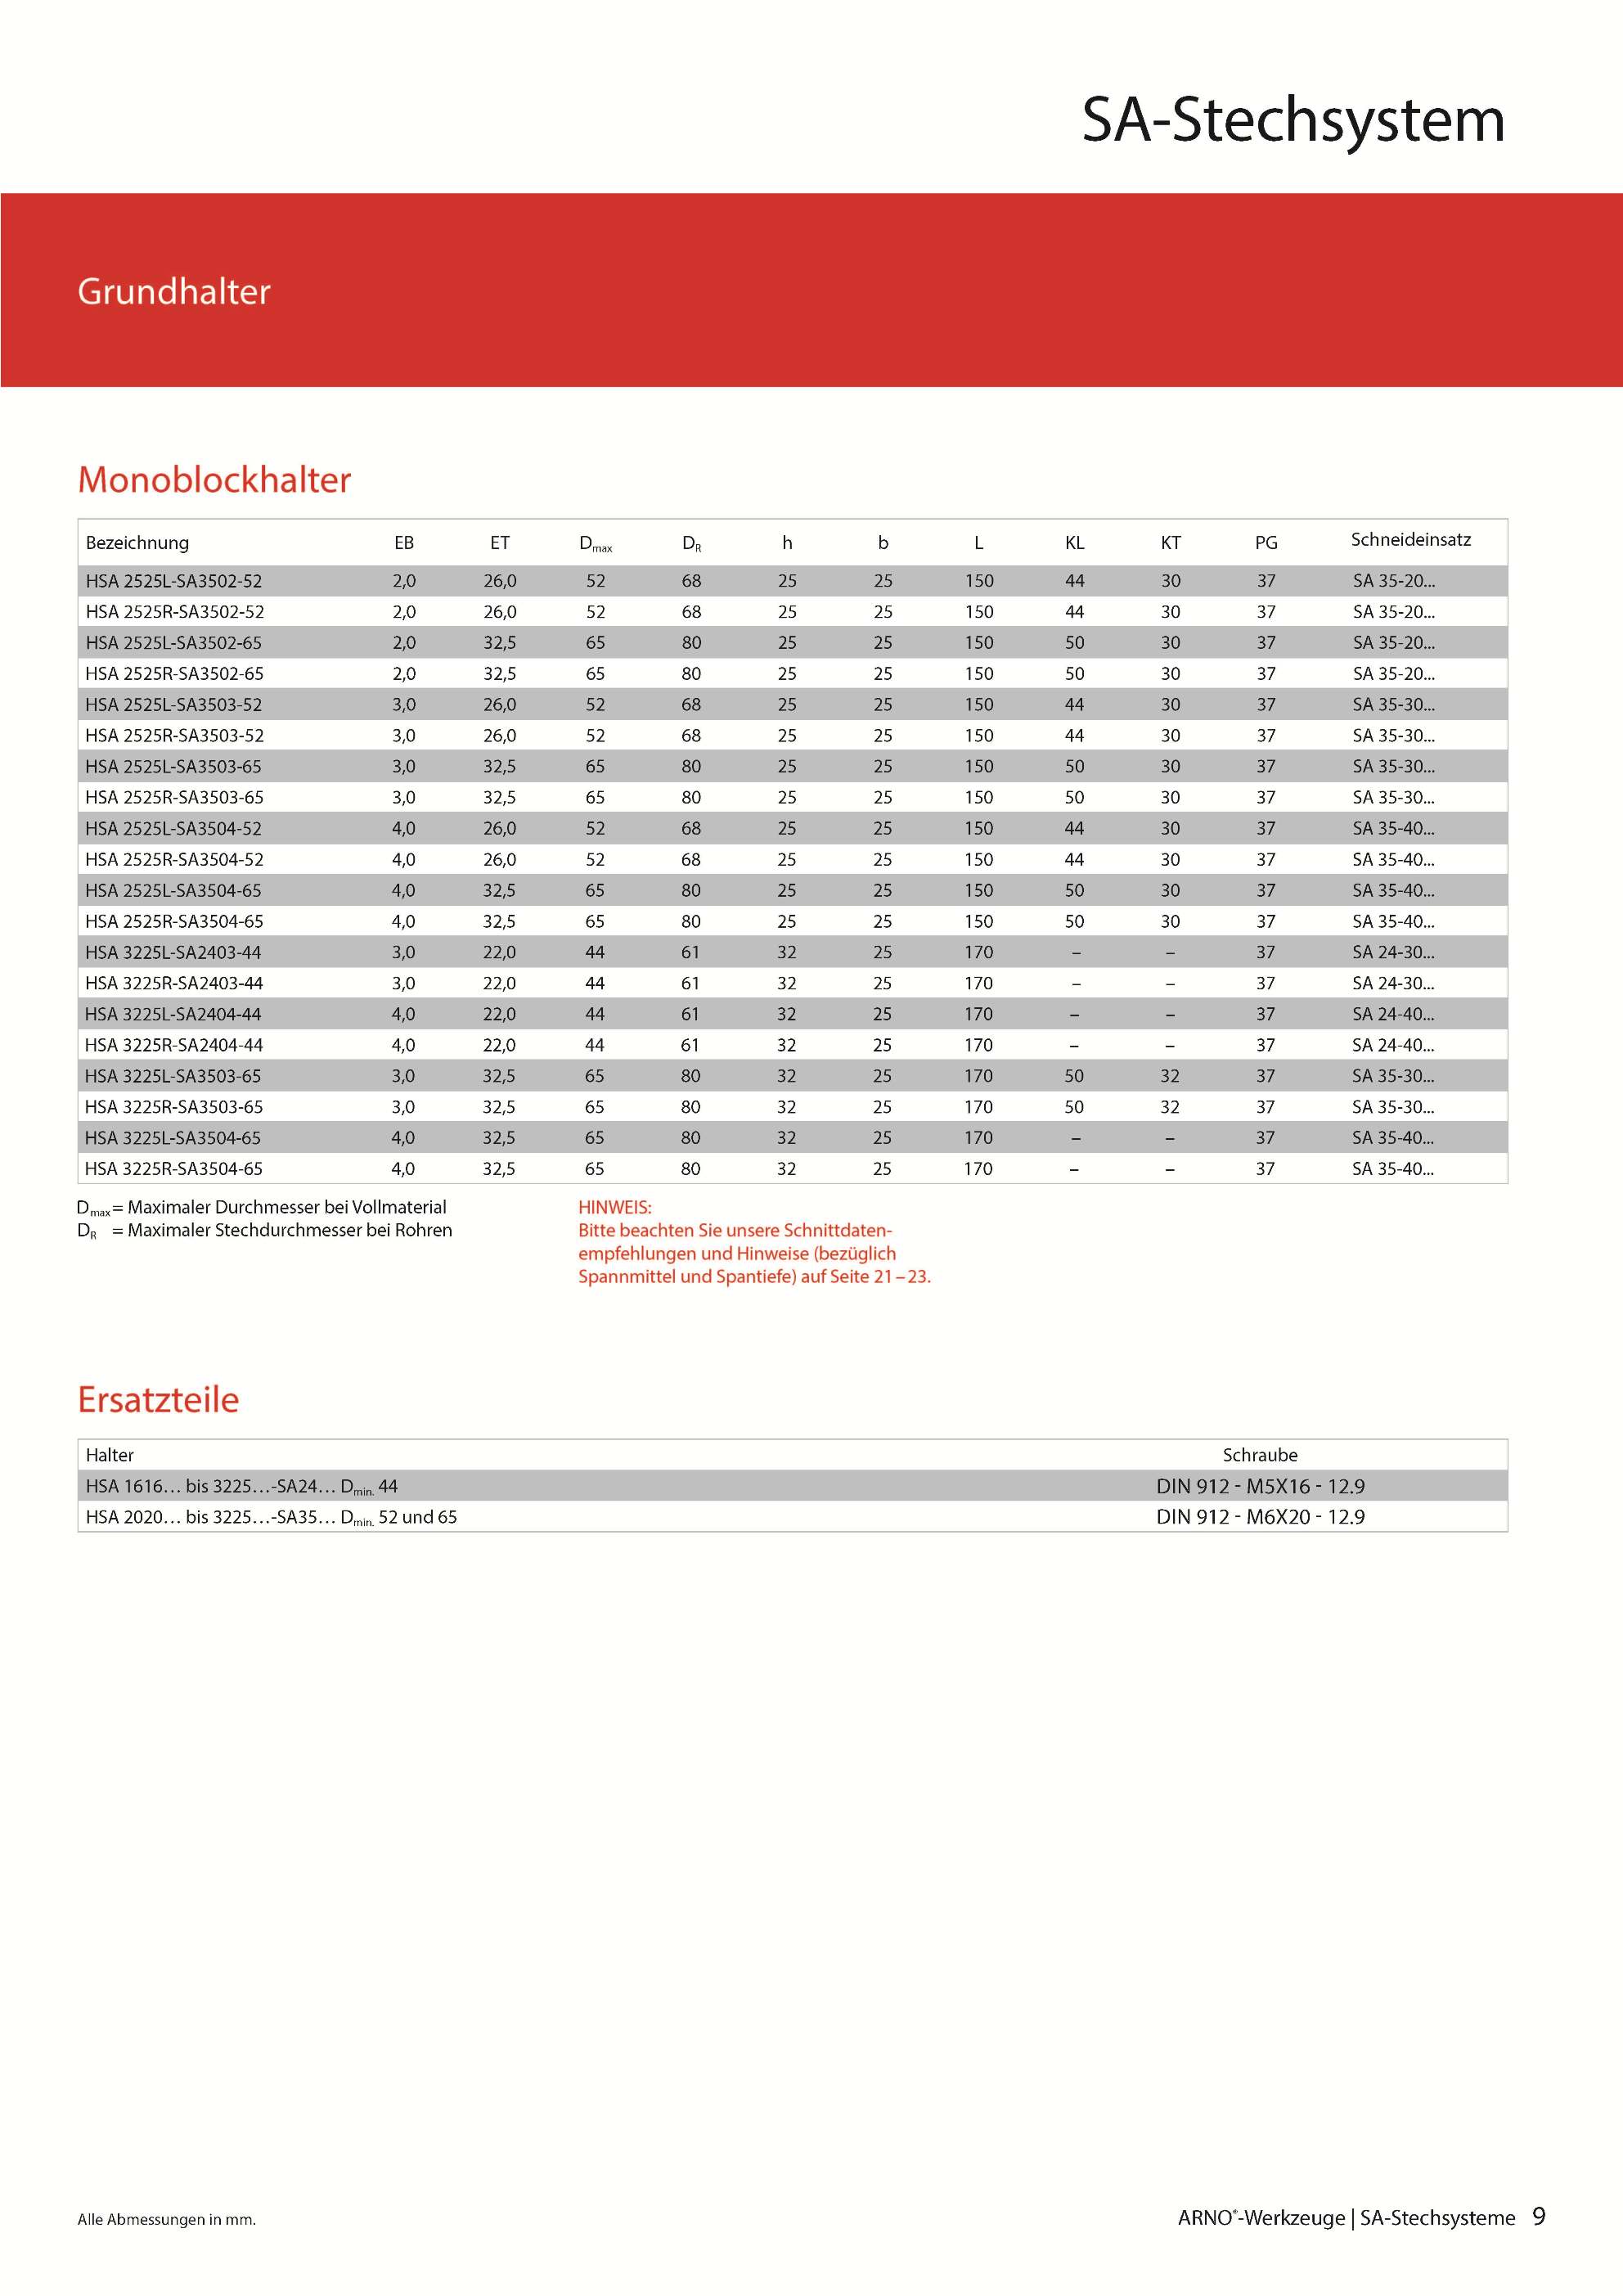 SA-Stechsystem
Grundhalter
Monoblockhalter
Bezeichnung EB ET Dmax DR h b L KL KT PG Schneideinsatz
HSA 2525L-SA3502-52 2,0 26,0 52 68 25 25 150 44 30 37 SA 35-20...
HSA 2525R-SA3502-52 2,0 26,0 52 68 25 25 150 44 30 37 SA 35-20...
HSA 2525L-SA3502-65 2,0 32,5 65 80 25 25 150 50 30 37 SA 35-20...
HSA 2525R-SA3502-65 2,0 32,5 65 80 25 25 150 50 30 37 SA 35-20...
HSA 2525L-SA3503-52 3,0 26,0 52 68 25 25 150 44 30 37 SA 35-30...
HSA 2525R-SA3503-52 3,0 26,0 52 68 25 25 150 44 30 37 SA 35-30...
HSA 2525L-SA3503-65 3,0 32,5 65 80 25 25 150 50 30 37 SA 35-30...
HSA 2525R-SA3503-65 3,0 32,5 65 80 25 25 150 50 30 37 SA 35-30...
HSA 2525L-SA3504-52 4,0 26,0 52 68 25 25 150 44 30 37 SA 35-40...
HSA 2525R-SA3504-52 4,0 26,0 52 68 25 25 150 44 30 37 SA 35-40...
HSA 2525L-SA3504-65 4,0 32,5 65 80 25 25 150 50 30 37 SA 35-40...
HSA 2525R-SA3504-65 4,0 32,5 65 80 25 25 150 50 30 37 SA 35-40...
HSA 3225L-SA2403-44 3,0 22,0 44 61 32 25 170 – – 37 SA 24-30...
HSA 3225R-SA2403-44 3,0 22,0 44 61 32 25 170 – – 37 SA 24-30...
HSA 3225L-SA2404-44 4,0 22,0 44 61 32 25 170 – – 37 SA 24-40...
HSA 3225R-SA2404-44 4,0 22,0 44 61 32 25 170 – – 37 SA 24-40...
HSA 3225L-SA3503-65 3,0 32,5 65 80 32 25 170 50 32 37 SA 35-30...
HSA 3225R-SA3503-65 3,0 32,5 65 80 32 25 170 50 32 37 SA 35-30...
HSA 3225L-SA3504-65 4,0 32,5 65 80 32 25 170 – – 37 SA 35-40...
HSA 3225R-SA3504-65 4,0 32,5 65 80 32 25 170 – – 37 SA 35-40...
Dmax = Maximaler Durchmesser bei Vollmaterial
DR = Maximaler Stechdurchmesser bei Rohren
HINWEIS:
Bitte beachten Sie unsere Schnittdaten-
empfehlungen und Hinweise (bezüglich
Spannmittel und Spantiefe) auf Seite 21 – 23.
Ersatzteile
Halter Schraube
HSA 1616… bis 3225…-SA24… Dmin. 44 DIN 912 - M5X16 - 12.9
HSA 2020… bis 3225…-SA35… Dmin. 52 und 65 DIN 912 - M6X20 - 12.9
Alle Abmessungen in mm.
ARNO®-Werkzeuge | SA-Stechsysteme 9